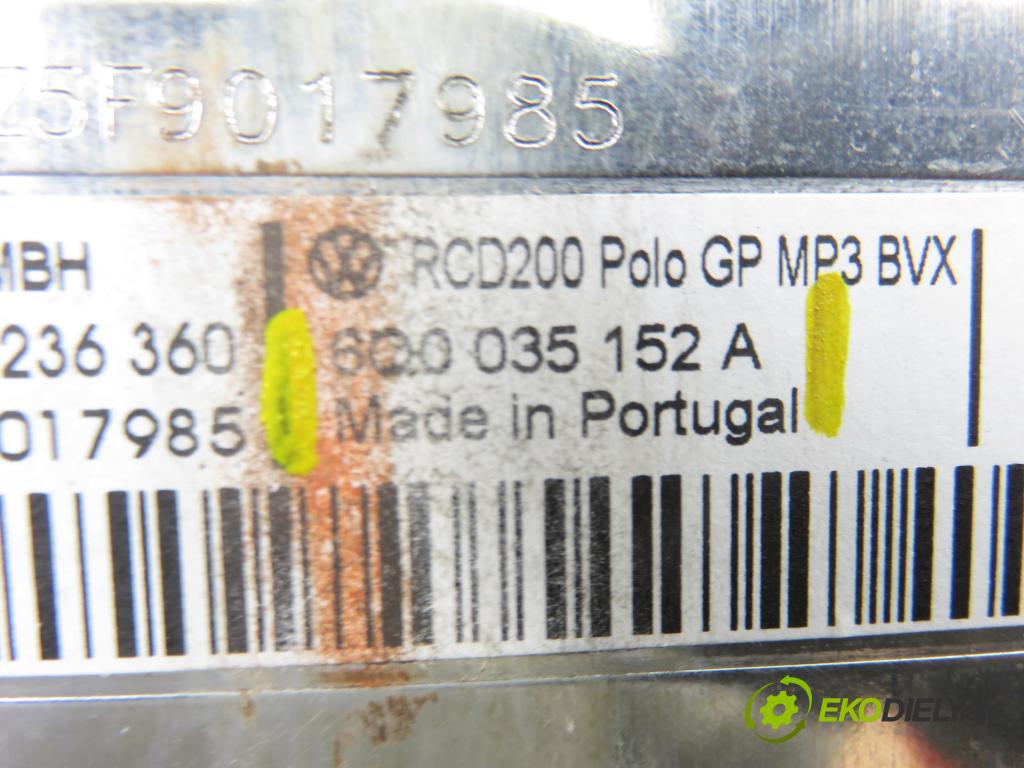 Z5F9017985
MBH RCD200 Polo GP MP3 BVX
236 360 6Q0 035 152 A
017985 Made in Portugal
EKODIELY